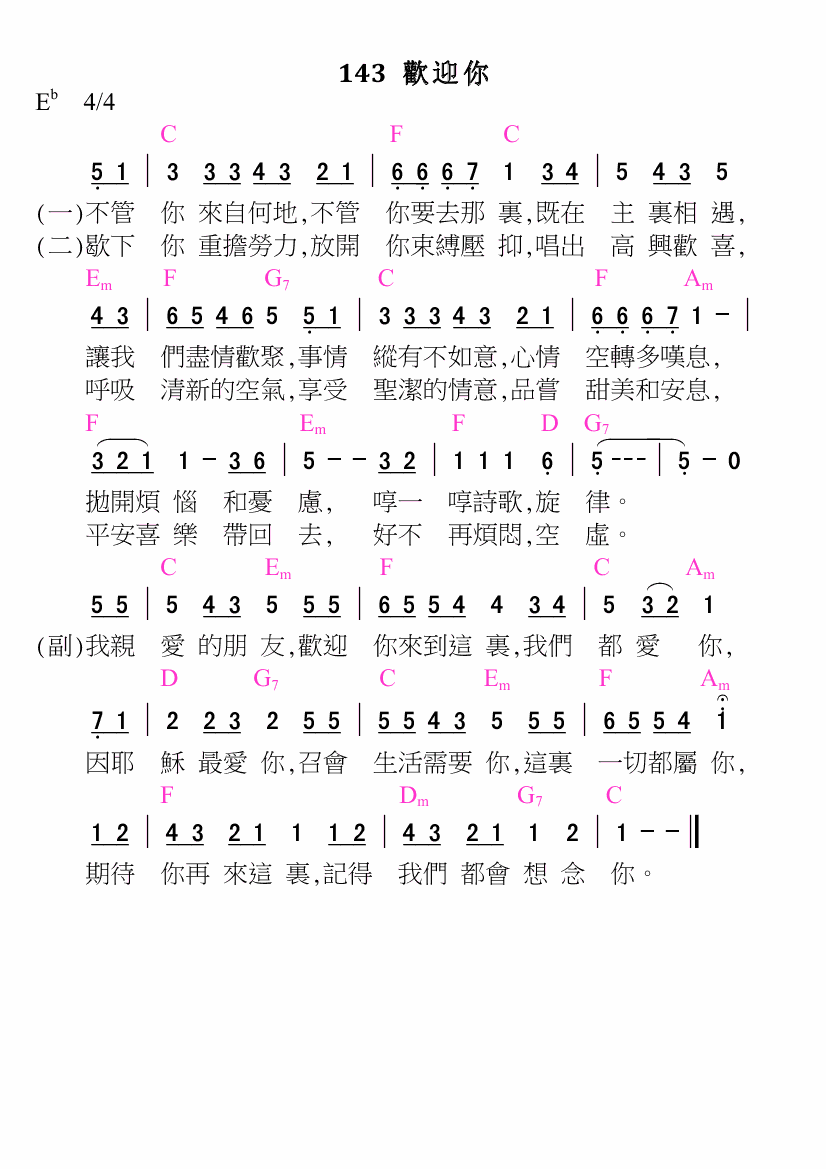 143 歡迎你
E♭ 4/4
C F C
5̣ 1 | 3 3 3 4 3 2 1 | 6̣ 6̣ 6̣ 7̣ 1 3 4 | 5 4 3 5
(一)不管 你 來自何地,不管 你要去那 裏,既在 主 裏相 遇,
(二)歇下 你 重擔勞力,放開 你束縛壓 抑,唱出 高 興歡 喜,
Em F G7 C F Am
4 3 | 6 5 4 6 5 5̣ 1 | 3 3 3 4 3 2 1 | 6̣ 6̣ 6̣ 7̣ 1 - |
讓我 們盡情歡聚,事情 縱有不如意,心情 空轉多嘆息,
呼吸 清新的空氣,享受 聖潔的情意,品嘗 甜美和安息,
F Em F D G7
3 2 1 1 - 3 6 | 5 - - 3 2 | 1 1 1 6̣ | 5̣ - - - | 5̣ - 0
拋開煩 惱 和憂 慮, 哼一 哼詩歌,旋 律。
平安喜 樂 帶回 去, 好不 再煩悶,空 虛。
C Em F C Am
5 5 | 5 4 3 5 5 5 | 6 5 5 4 4 3 4 | 5 3 2 1
(副)我親 愛 的朋 友,歡迎 你來到這 裏,我們 都 愛 你,
D G7 C Em F Am
7̣ 1 | 2 2 3 2 5 5 | 5 5 4 3 5 5 5 | 6 5 5 4 1̇
因耶 穌 最愛 你,召會 生活需要 你,這裏 一切都屬 你,
F Dm G7 C
1 2 | 4 3 2 1 1 1 2 | 4 3 2 1 1 2 | 1 - - ‖
期待 你再 來這 裏,記得 我們 都會 想 念 你。